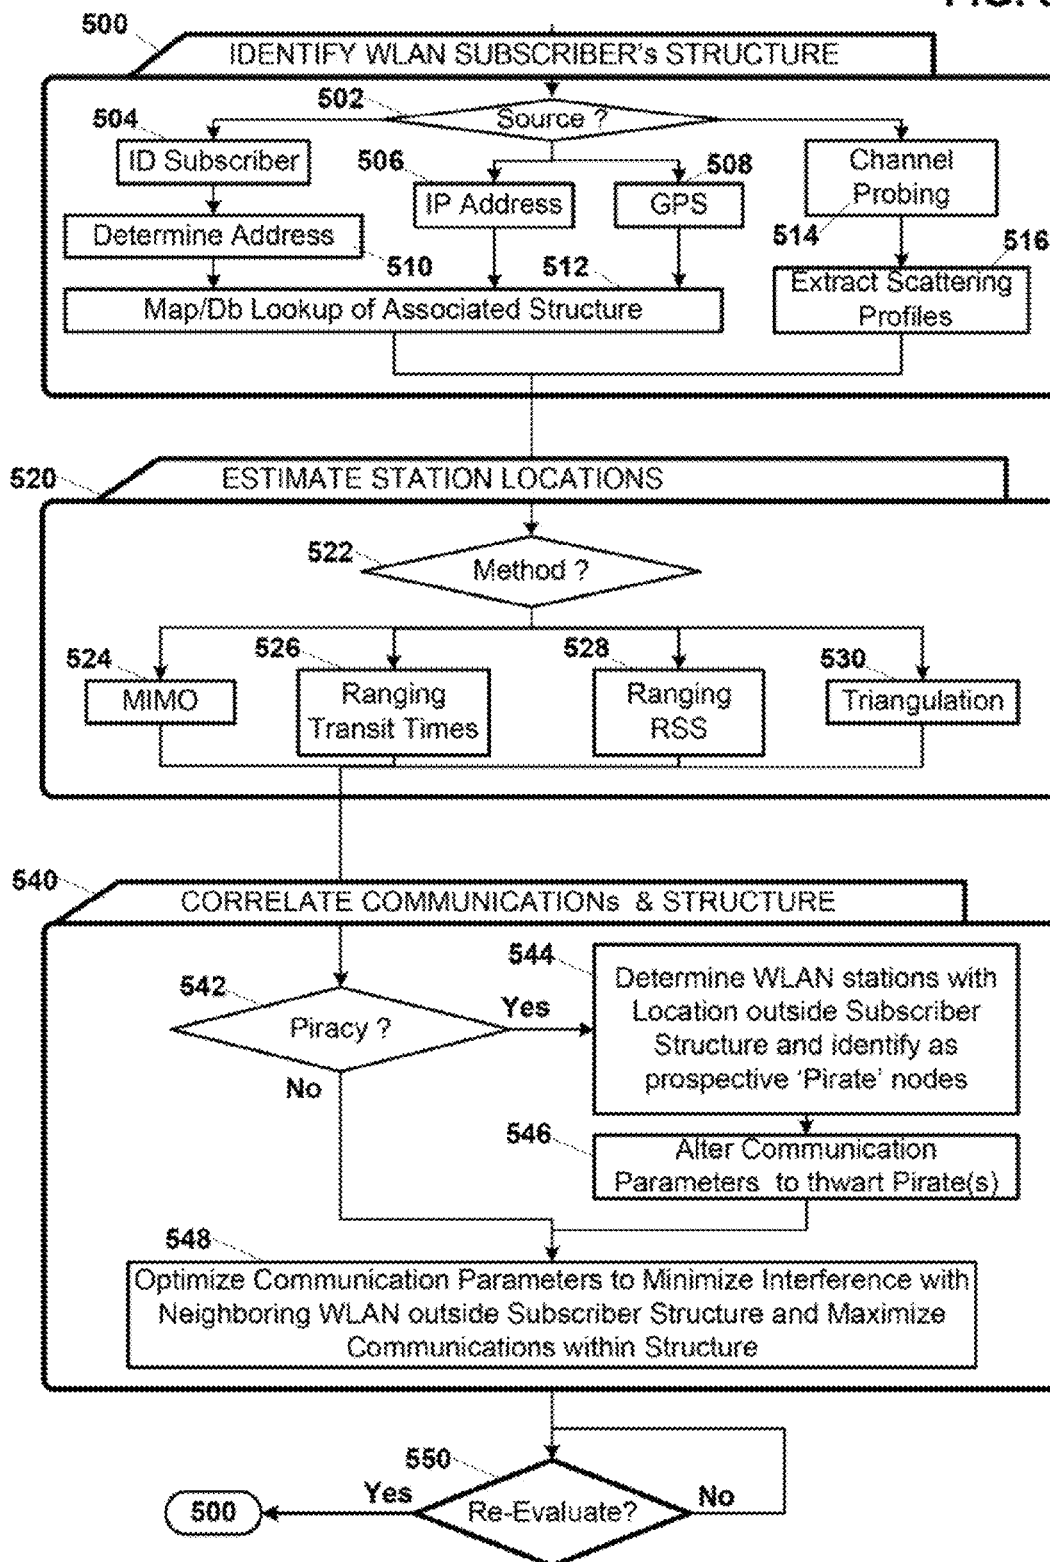 500
IDENTIFY WLAN SUBSCRIBER's STRUCTURE
502
Source ?
504
ID Subscriber
506
IP Address
508
GPS
Channel
Probing
514
Determine Address
510
512
Map/Db Lookup of Associated Structure
516
Extract Scattering
Profiles
520
ESTIMATE STATION LOCATIONS
522
Method ?
524
MIMO
526
Ranging
Transit Times
528
Ranging
RSS
530
Triangulation
540
CORRELATE COMMUNICATIONs & STRUCTURE
542
Piracy ?
Yes
No
544
Determine WLAN stations with
Location outside Subscriber
Structure and identify as
prospective 'Pirate' nodes
546
Alter Communication
Parameters to thwart Pirate(s)
548
Optimize Communication Parameters to Minimize Interference with
Neighboring WLAN outside Subscriber Structure and Maximize
Communications within Structure
550
Re-Evaluate?
Yes
No
500